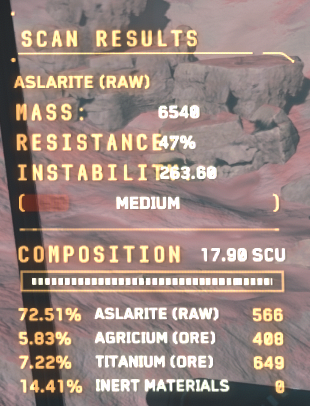 SCAN RESULTS
ASLARITE (RAW)
MASS: 6540
RESISTANCE 47%
INSTABILITY 263.60
( MEDIUM )
COMPOSITION 17.90 SCU
72.51% ASLARITE (RAW) 566
5.83% AGRICIUM (ORE) 408
7.22% TITANIUM (ORE) 649
14.41% INERT MATERIALS 0